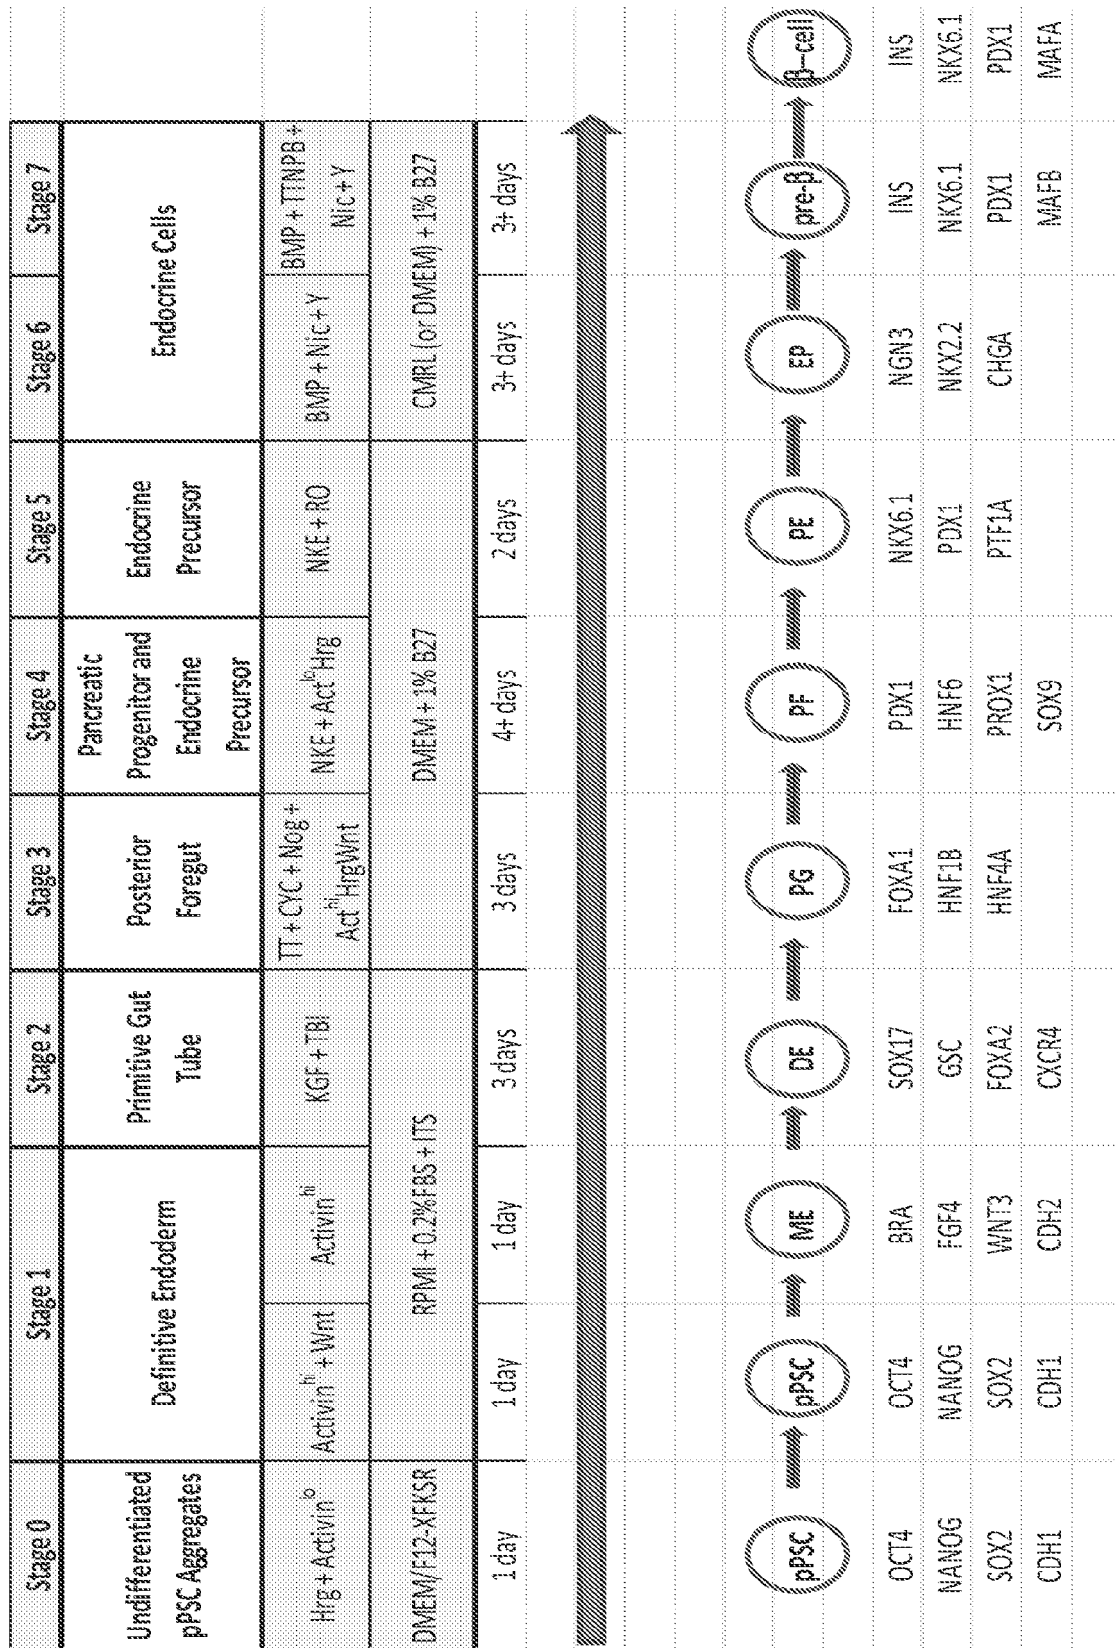 Stage 0
Stage 1
Stage 2
Stage 3
Stage 4
Stage 5
Stage 6
Stage 7
Undifferentiated
pPSC Aggregates
Definitive Endoderm
Primitive Gut
Tube
Posterior
Foregut
Pancreatic
Progenitor and
Endocrine
Precursor
Endocrine
Precursor
Endocrine Cells
Hrg + Activin^lo
Activin^hi + Wnt
Activin^hi
KGF + TBI
TT + CYC + Nog +
Act^hi HrgWnt
NKE + Act^lo Hrg
NKE + RO
BMP + Nic + Y
BMP + TTNPB +
Nic + Y
DMEM/F12-XFKSR
RPMI + 0.2%FBS + ITS
DMEM + 1% B27
CMRL (or DMEM) + 1% B27
1 day
1 day
1 day
3 days
3 days
4+ days
2 days
3+ days
3+ days
pPSC
pPSC
ME
DE
PG
PF
PE
EP
pre-β
β-cell
OCT4
OCT4
BRA
SOX17
FOXA1
PDX1
NKX6.1
NGN3
INS
INS
NANOG
NANOG
FGF4
GSC
HNF1B
HNF6
PDX1
NKX2.2
NKX6.1
NKX6.1
SOX2
SOX2
WNT3
FOXA2
HNF4A
PROX1
PTF1A
CHGA
PDX1
PDX1
CDH1
CDH1
CDH2
CXCR4
SOX9
MAFB
MAFA